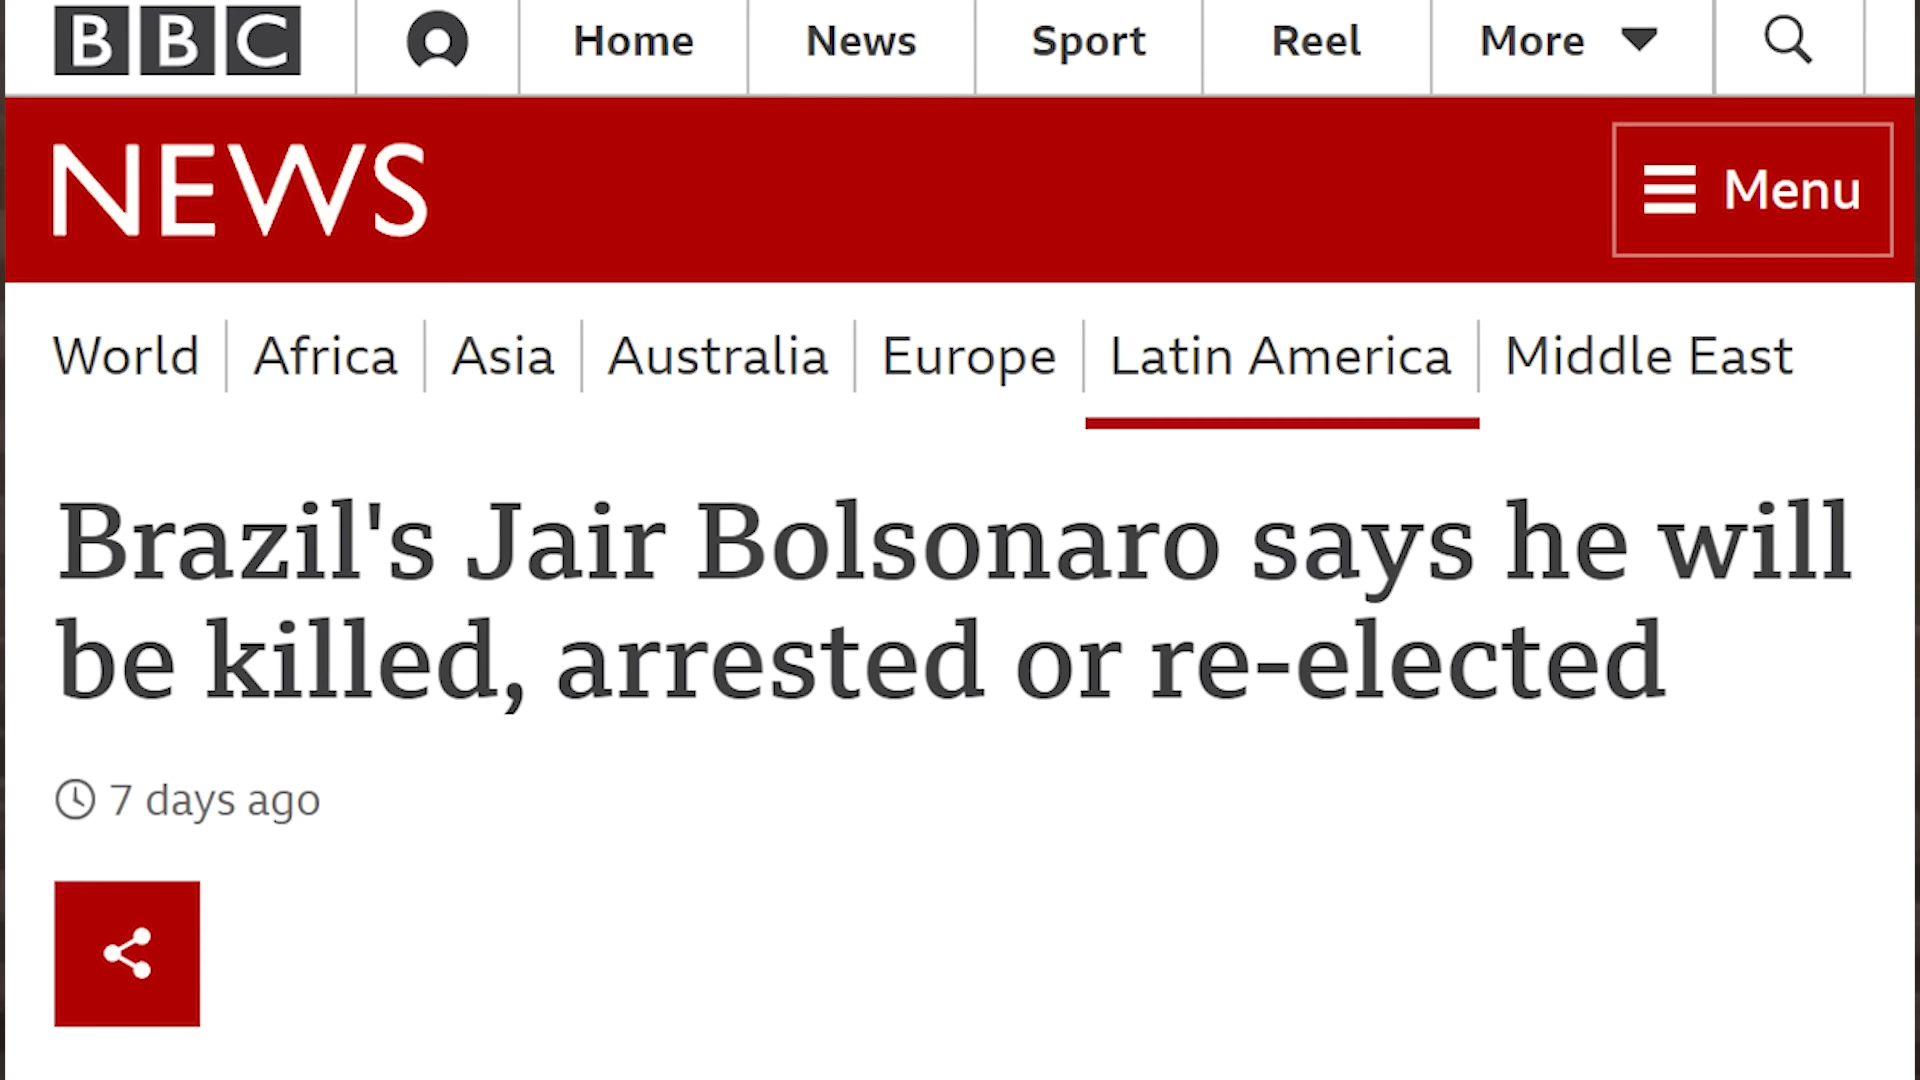 BBC Home News Sport Reel More
NEWS Menu
World Africa Asia Australia Europe Latin America Middle East
Brazil's Jair Bolsonaro says he will
be killed, arrested or re-elected
7 days ago